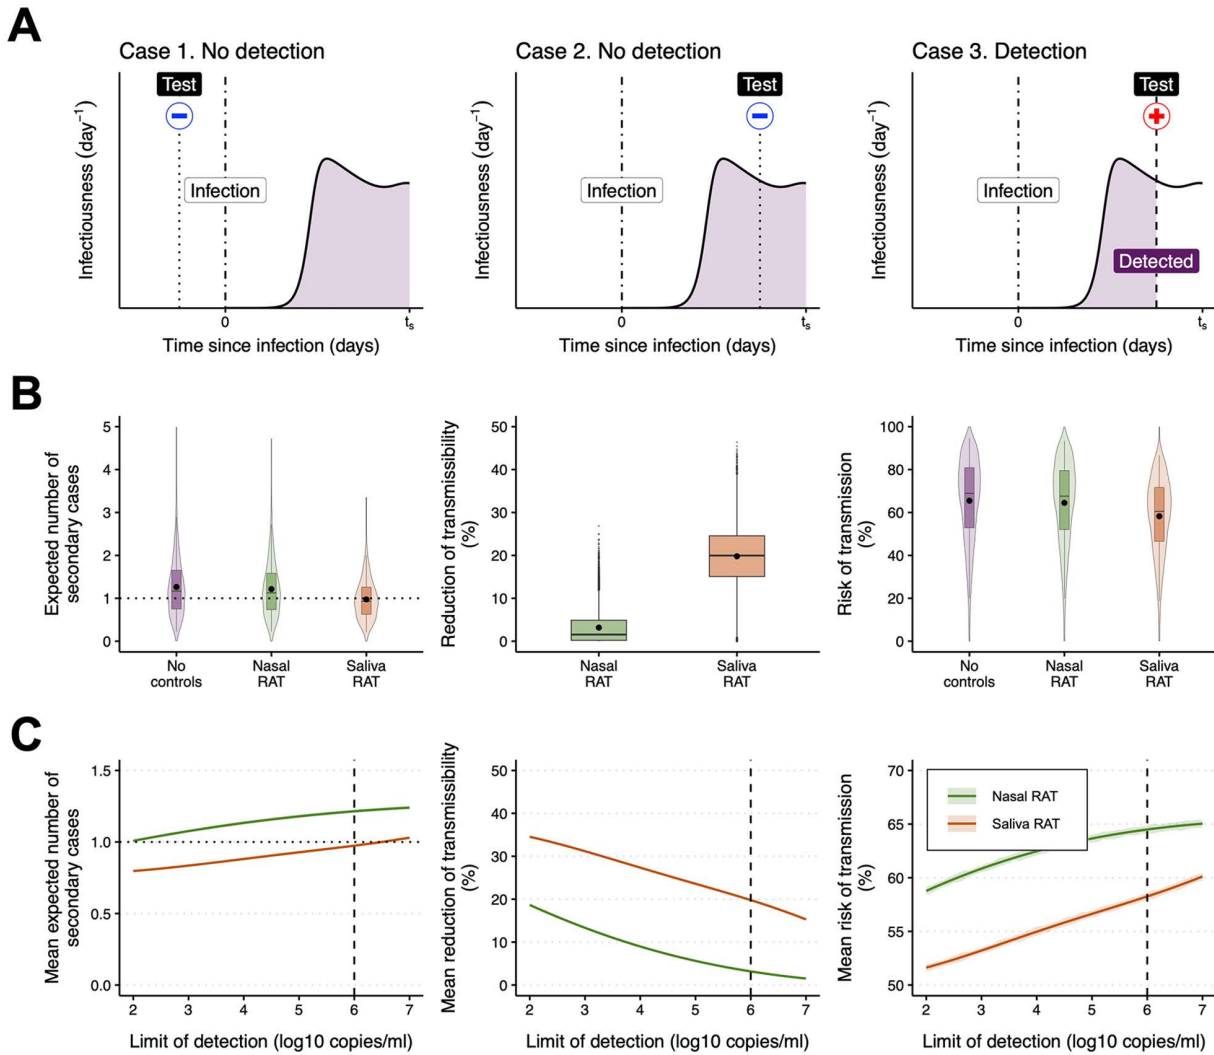 A
Case 1. No detection
Case 2. No detection
Case 3. Detection
Infectiousness (day⁻¹)
Test
Infection
0
tₛ
Time since infection (days)
Infectiousness (day⁻¹)
Test
Infection
0
tₛ
Time since infection (days)
Infectiousness (day⁻¹)
Test
Infection
Detected
0
tₛ
Time since infection (days)
B
Expected number of
secondary cases
5
4
3
2
1
0
No
controls
Nasal
RAT
Saliva
RAT
Reduction of transmissibility
(%)
50
40
30
20
10
0
Nasal
RAT
Saliva
RAT
Risk of transmission
(%)
100
80
60
40
20
0
No
controls
Nasal
RAT
Saliva
RAT
C
Mean expected number of
secondary cases
1.5
1.0
0.5
0.0
2 3 4 5 6 7
Limit of detection (log10 copies/ml)
Mean reduction of transmissibility
(%)
50
40
30
20
10
0
2 3 4 5 6 7
Limit of detection (log10 copies/ml)
Mean risk of transmission
(%)
70
65
60
55
50
Nasal RAT
Saliva RAT
2 3 4 5 6 7
Limit of detection (log10 copies/ml)